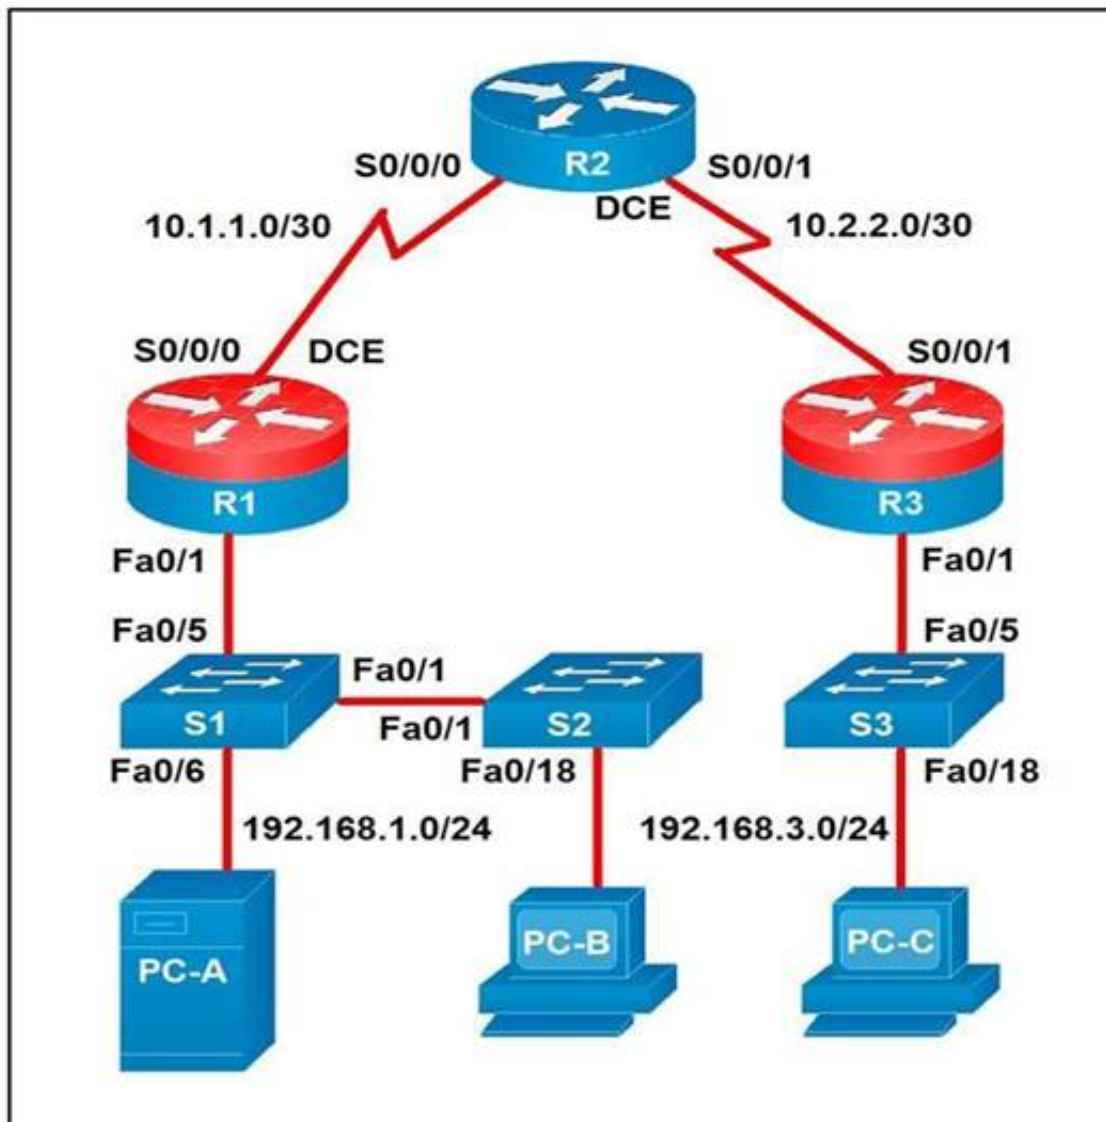 R2
S0/0/0
S0/0/1
DCE
10.1.1.0/30
10.2.2.0/30
S0/0/0
DCE
S0/0/1
R1
R3
Fa0/1
Fa0/1
Fa0/5
Fa0/5
Fa0/1
S1
Fa0/1
S2
S3
Fa0/6
Fa0/18
Fa0/18
192.168.1.0/24
192.168.3.0/24
PC-A
PC-B
PC-C